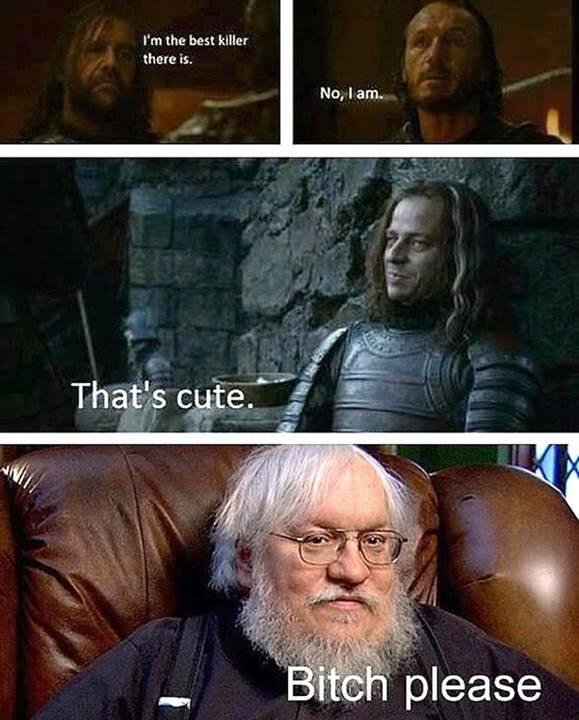 I'm the best killer
there is.
No, I am.
That's cute.
Bitch please